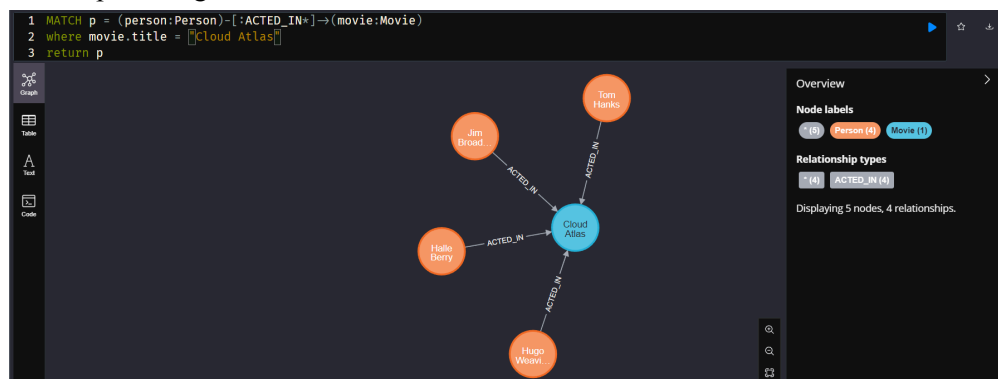 1 MATCH p = (person:Person)-[:ACTED_IN*]→(movie:Movie)
2 where movie.title = "Cloud Atlas"
3 return p
Graph
Table
Text
Code
Tom
Hanks
Jim
Broad...
ACTED_IN
ACTED_IN
Cloud
Atlas
Halle
Berry
ACTED_IN
ACTED_IN
Hugo
Weavi...
Overview
Node labels
* (5) Person (4) Movie (1)
Relationship types
* (4) ACTED_IN (4)
Displaying 5 nodes, 4 relationships.